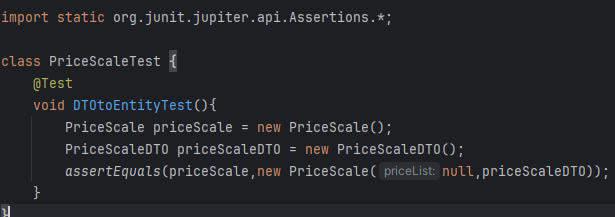 import static org.junit.jupiter.api.Assertions.*;
class PriceScaleTest {
@Test
void DTOtoEntityTest(){
PriceScale priceScale = new PriceScale();
PriceScaleDTO priceScaleDTO = new PriceScaleDTO();
assertEquals(priceScale,new PriceScale( priceList: null,priceScaleDTO));
}
}